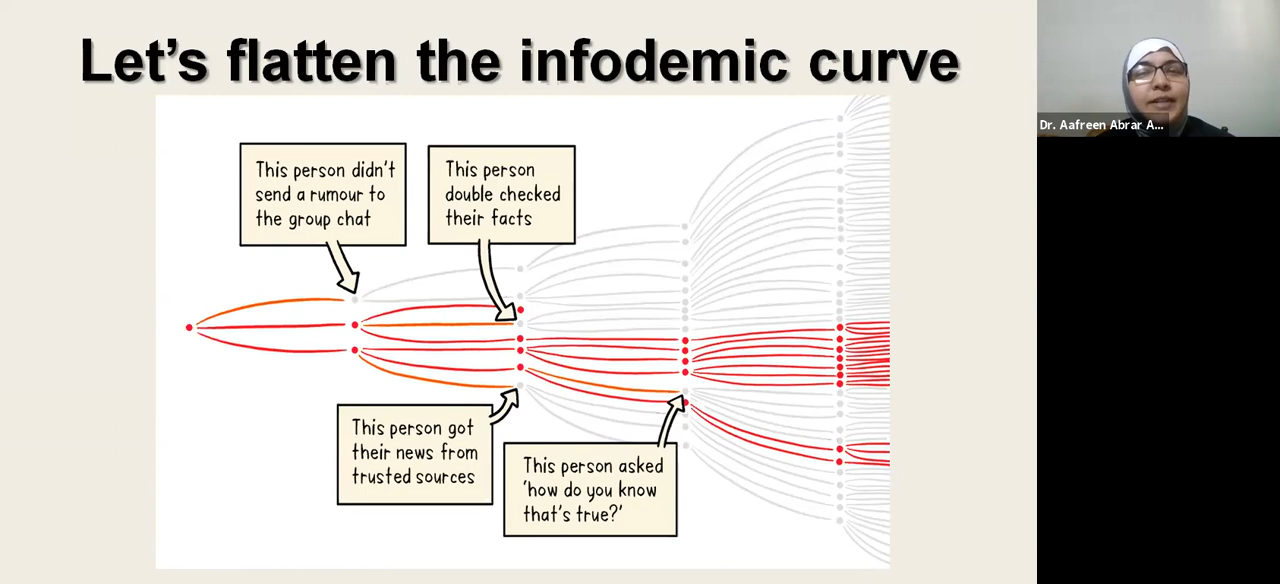 Let's flatten the infodemic curve
This person didn't
send a rumour to
the group chat
This person
double checked
their facts
This person got
their news from
trusted sources
This person asked
'how do you know
that's true?'
Dr. Aafreen Abrar A...